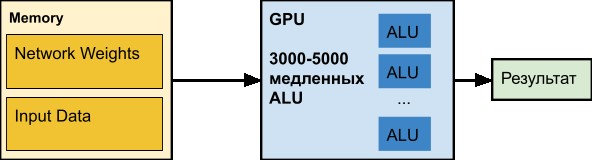 Memory
Network Weights
Input Data
GPU
3000-5000
медленных
ALU
ALU
ALU
...
ALU
Результат